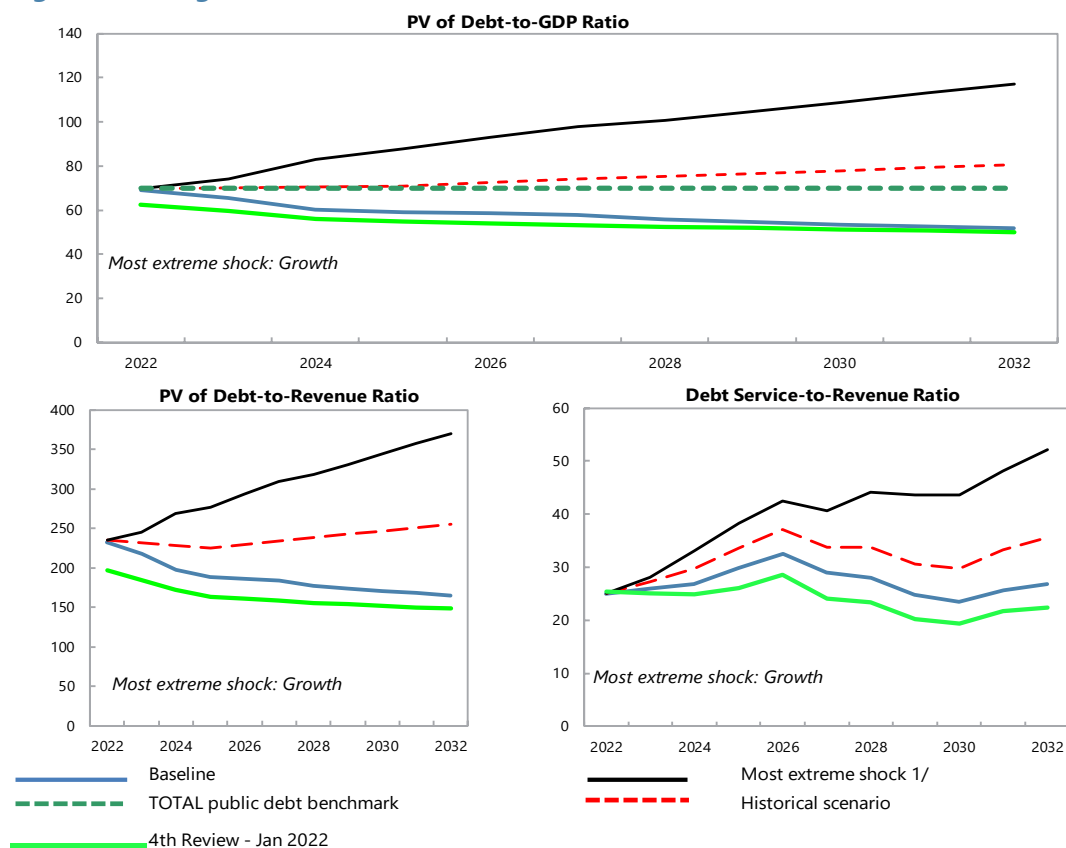 PV of Debt-to-GDP Ratio
140
120
100
80
60
40
20
0
Most extreme shock: Growth
2022 2024 2026 2028 2030 2032
PV of Debt-to-Revenue Ratio
400
350
300
250
200
150
100
50
0
Most extreme shock: Growth
2022 2024 2026 2028 2030 2032
Debt Service-to-Revenue Ratio
60
50
40
30
20
10
0
Most extreme shock: Growth
2022 2024 2026 2028 2030 2032
Baseline
TOTAL public debt benchmark
4th Review - Jan 2022
Most extreme shock 1/
Historical scenario